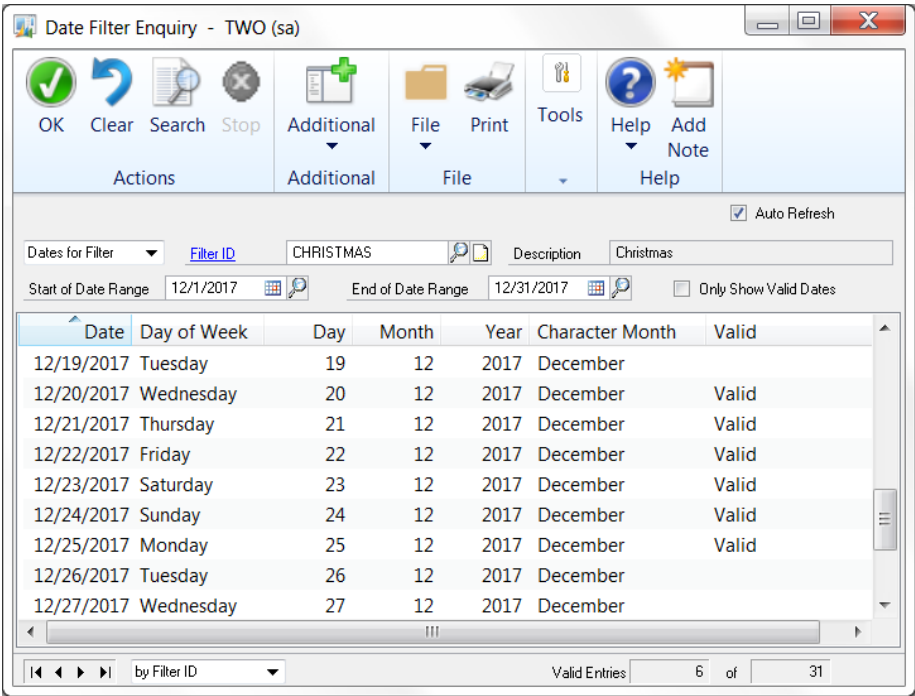 Date Filter Enquiry - TWO (sa)
OK Clear Search Stop Additional File Print Tools Help Add Note
Actions Additional File Help
Auto Refresh
Dates for Filter Filter ID CHRISTMAS Description Christmas
Start of Date Range 12/1/2017 End of Date Range 12/31/2017 Only Show Valid Dates
Date Day of Week Day Month Year Character Month Valid
12/19/2017 Tuesday 19 12 2017 December
12/20/2017 Wednesday 20 12 2017 December Valid
12/21/2017 Thursday 21 12 2017 December Valid
12/22/2017 Friday 22 12 2017 December Valid
12/23/2017 Saturday 23 12 2017 December Valid
12/24/2017 Sunday 24 12 2017 December Valid
12/25/2017 Monday 25 12 2017 December Valid
12/26/2017 Tuesday 26 12 2017 December
12/27/2017 Wednesday 27 12 2017 December
by Filter ID Valid Entries 6 of 31